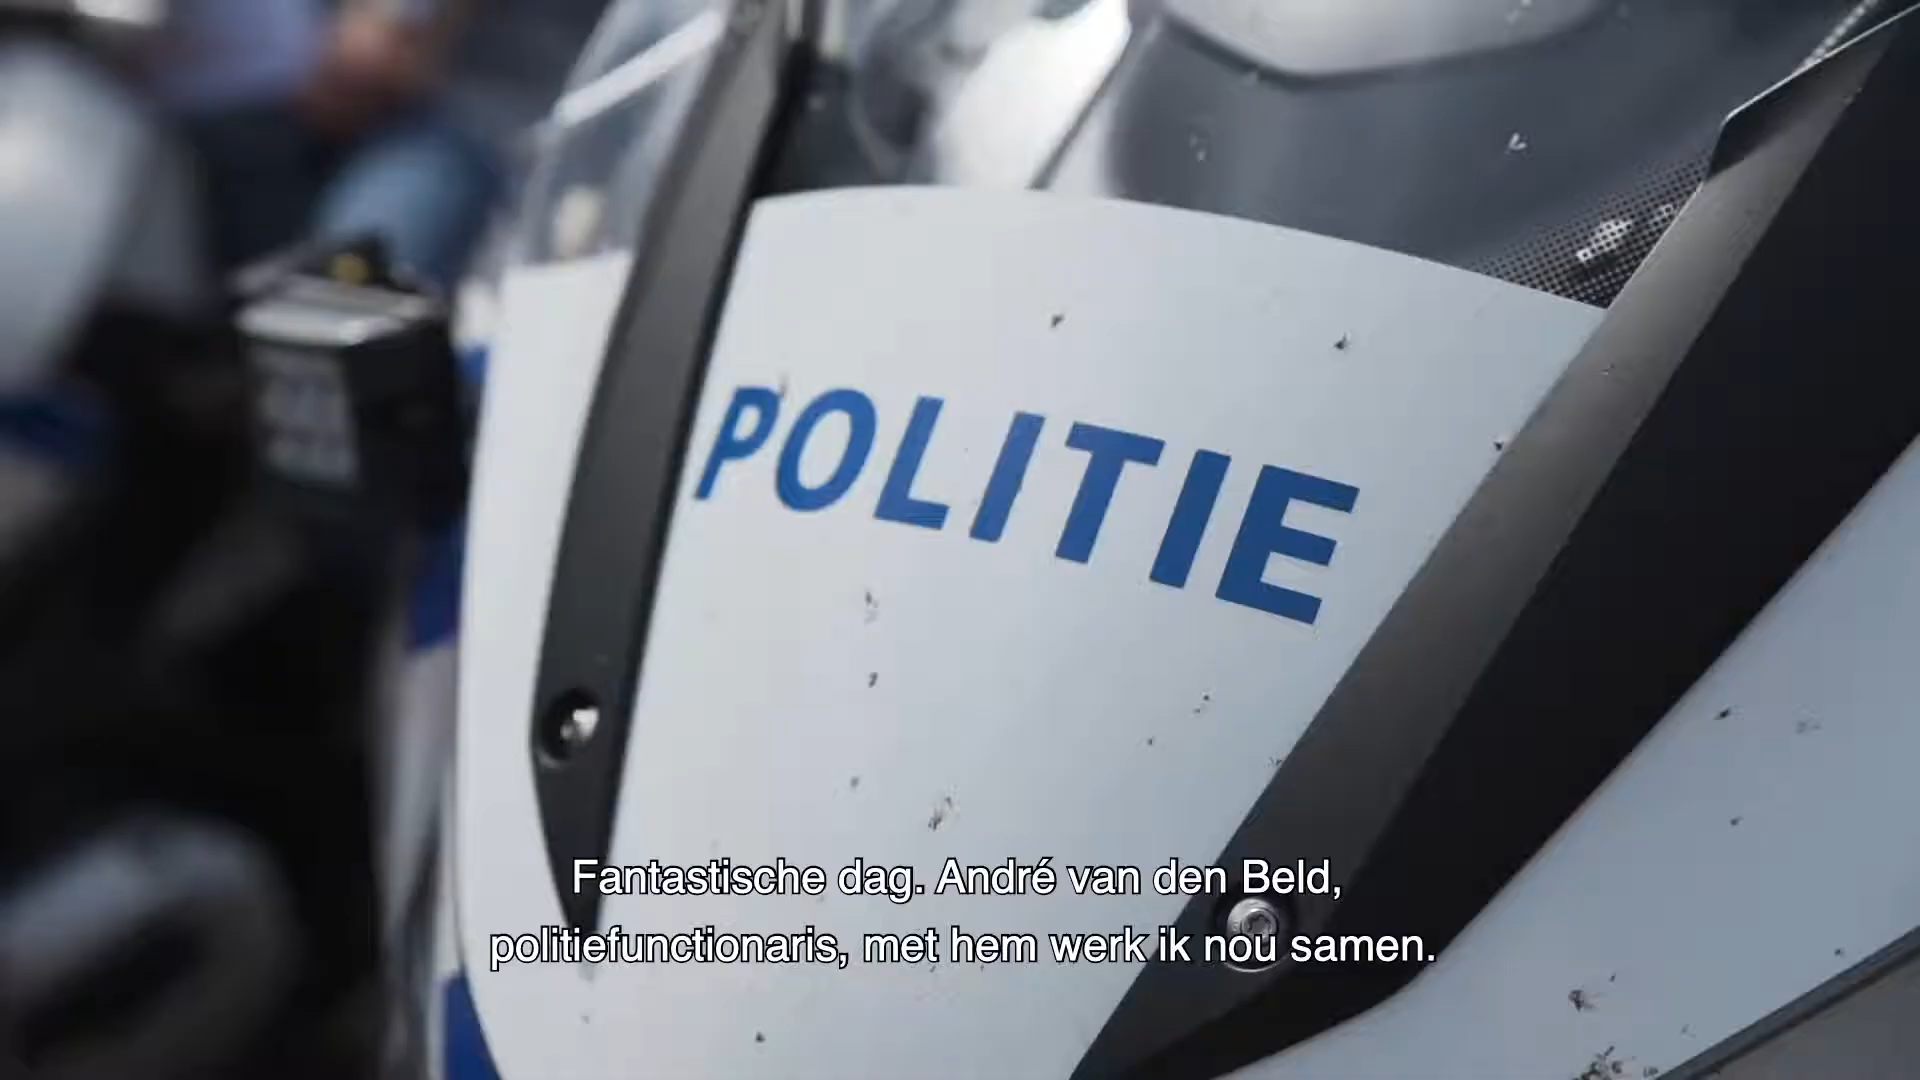 POLITIE
Fantastische dag. André van den Beld,
politiefunctionaris, met hem werk ik nou samen.